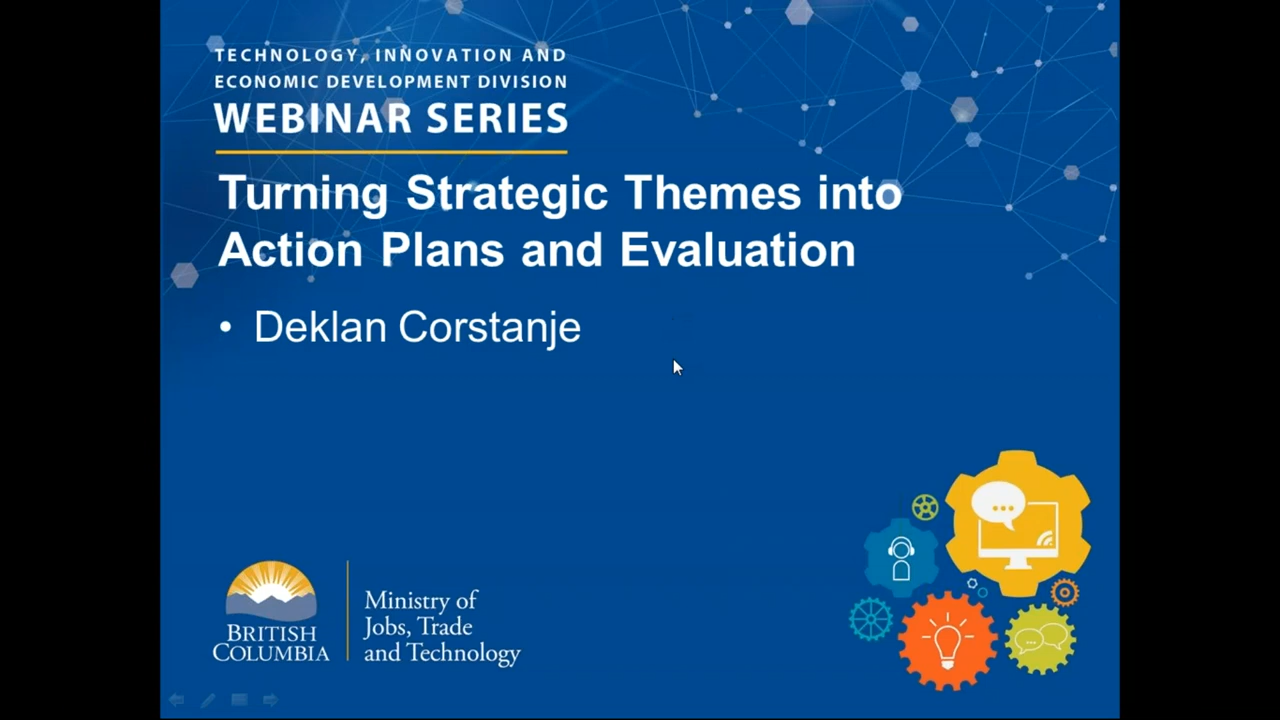 TECHNOLOGY, INNOVATION AND
ECONOMIC DEVELOPMENT DIVISION
WEBINAR SERIES
Turning Strategic Themes into
Action Plans and Evaluation
• Deklan Corstanje
BRITISH
COLUMBIA
Ministry of
Jobs, Trade
and Technology